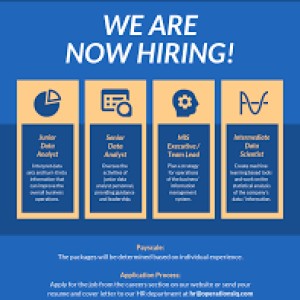 WE ARE
NOW HIRING!
Junior
Data
Analyst
Interprets data
and turn it into
information that
can improve the
overall business
operations.
Senior
Data
Analyst
Oversee the
activities of
junior data
analyst personnel,
providing guidance
and leadership.
MIS
Executive /
Team Lead
Plan a strategy
for operations
of the business'
information
management
system.
Intermediate
Data
Scientist
Create machine
learning based tools
and work on the
statistical analysis
of the company's
data / information.
Payscale:
The packages will be determined based on individual experience.
Application Process:
Apply for the job from the careers section on our website or send your
resume and cover letter to our HR department at